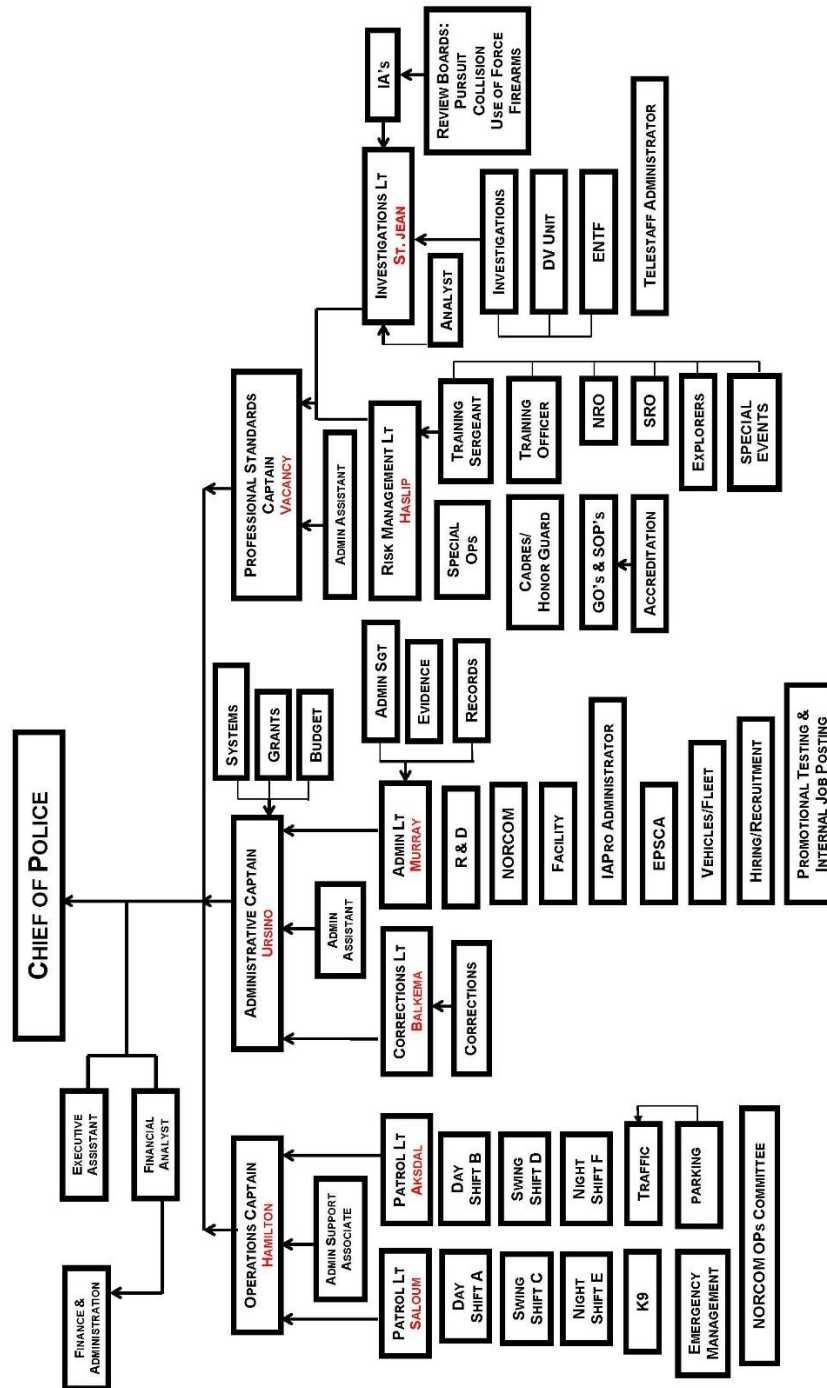 CHIEF OF POLICE
EXECUTIVE
ASSISTANT
FINANCIAL
ANALYST
FINANCE &
ADMINISTRATION
OPERATIONS CAPTAIN
HAMILTON
ADMIN SUPPORT
ASSOCIATE
PATROL LT
SALOUM
DAY
SHIFT A
SWING
SHIFT C
NIGHT
SHIFT E
K9
EMERGENCY
MANAGEMENT
PATROL LT
AKSDAL
DAY
SHIFT B
SWING
SHIFT D
NIGHT
SHIFT F
TRAFFIC
PARKING
NORCOM OPS COMMITTEE
ADMINISTRATIVE CAPTAIN
URSINO
SYSTEMS
GRANTS
BUDGET
ADMIN
ASSISTANT
CORRECTIONS LT
BALKEMA
CORRECTIONS
ADMIN LT
MURRAY
ADMIN SGT
EVIDENCE
RECORDS
R & D
NORCOM
FACILITY
IAPRO ADMINISTRATOR
EPSCA
VEHICLES/FLEET
HIRING/RECRUITMENT
PROMOTIONAL TESTING &
INTERNAL JOB POSTING
PROFESSIONAL STANDARDS
CAPTAIN
VACANCY
ADMIN ASSISTANT
RISK MANAGEMENT LT
HASLIP
SPECIAL
OPS
CADRES/
HONOR GUARD
GO'S & SOP'S
ACCREDITATION
TRAINING
SERGEANT
TRAINING
OFFICER
NRO
SRO
EXPLORERS
SPECIAL
EVENTS
INVESTIGATIONS LT
ST. JEAN
ANALYST
INVESTIGATIONS
DV UNIT
ENTF
TELESTAFF ADMINISTRATOR
IA'S
REVIEW BOARDS:
PURSUIT
COLLISION
USE OF FORCE
FIREARMS